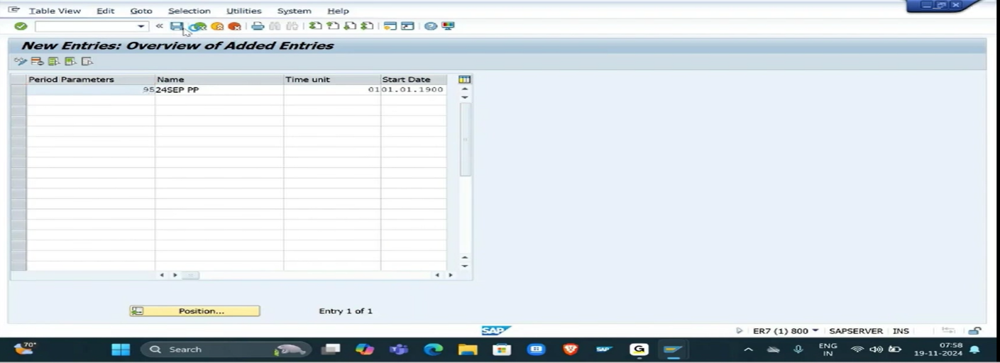 Table View Edit Goto Selection Utilities System Help
«
New Entries: Overview of Added Entries
Period Parameters Name Time unit Start Date
95 24SEP PP 01 01.01.1900
Position... Entry 1 of 1
SAP
ER7 (1) 800 SAPSERVER INS
70°
Search
SAP
G
ENG
IN
07:58
19-11-2024